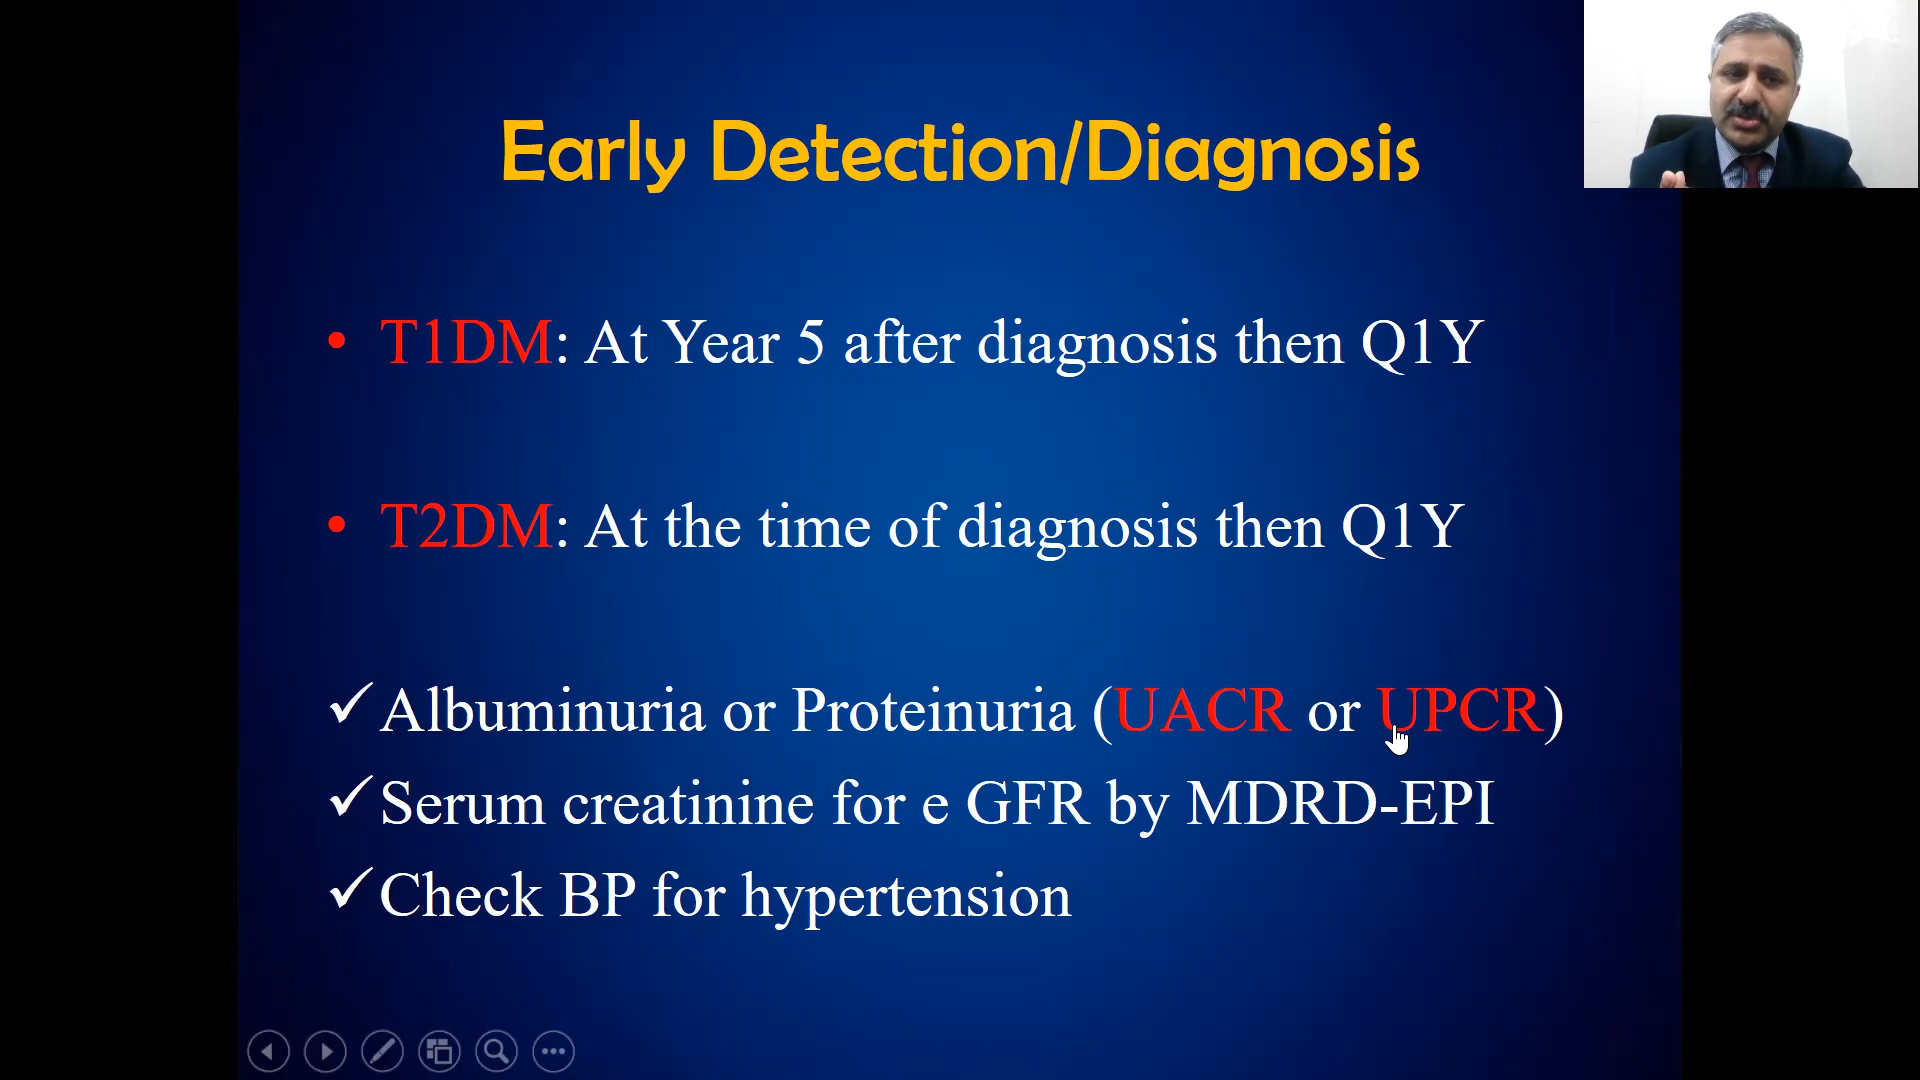 Early Detection/Diagnosis
• T1DM: At Year 5 after diagnosis then Q1Y
• T2DM: At the time of diagnosis then Q1Y
✓ Albuminuria or Proteinuria (UACR or UPCR)
✓ Serum creatinine for e GFR by MDRD-EPI
✓ Check BP for hypertension